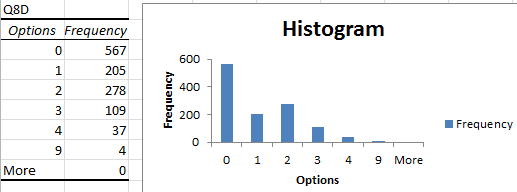 Q8D
Options Frequency
0 567
1 205
2 278
3 109
4 37
9 4
More 0
Histogram
Frequency
600
400
200
0
0 1 2 3 4 9 More
Options
Frequency